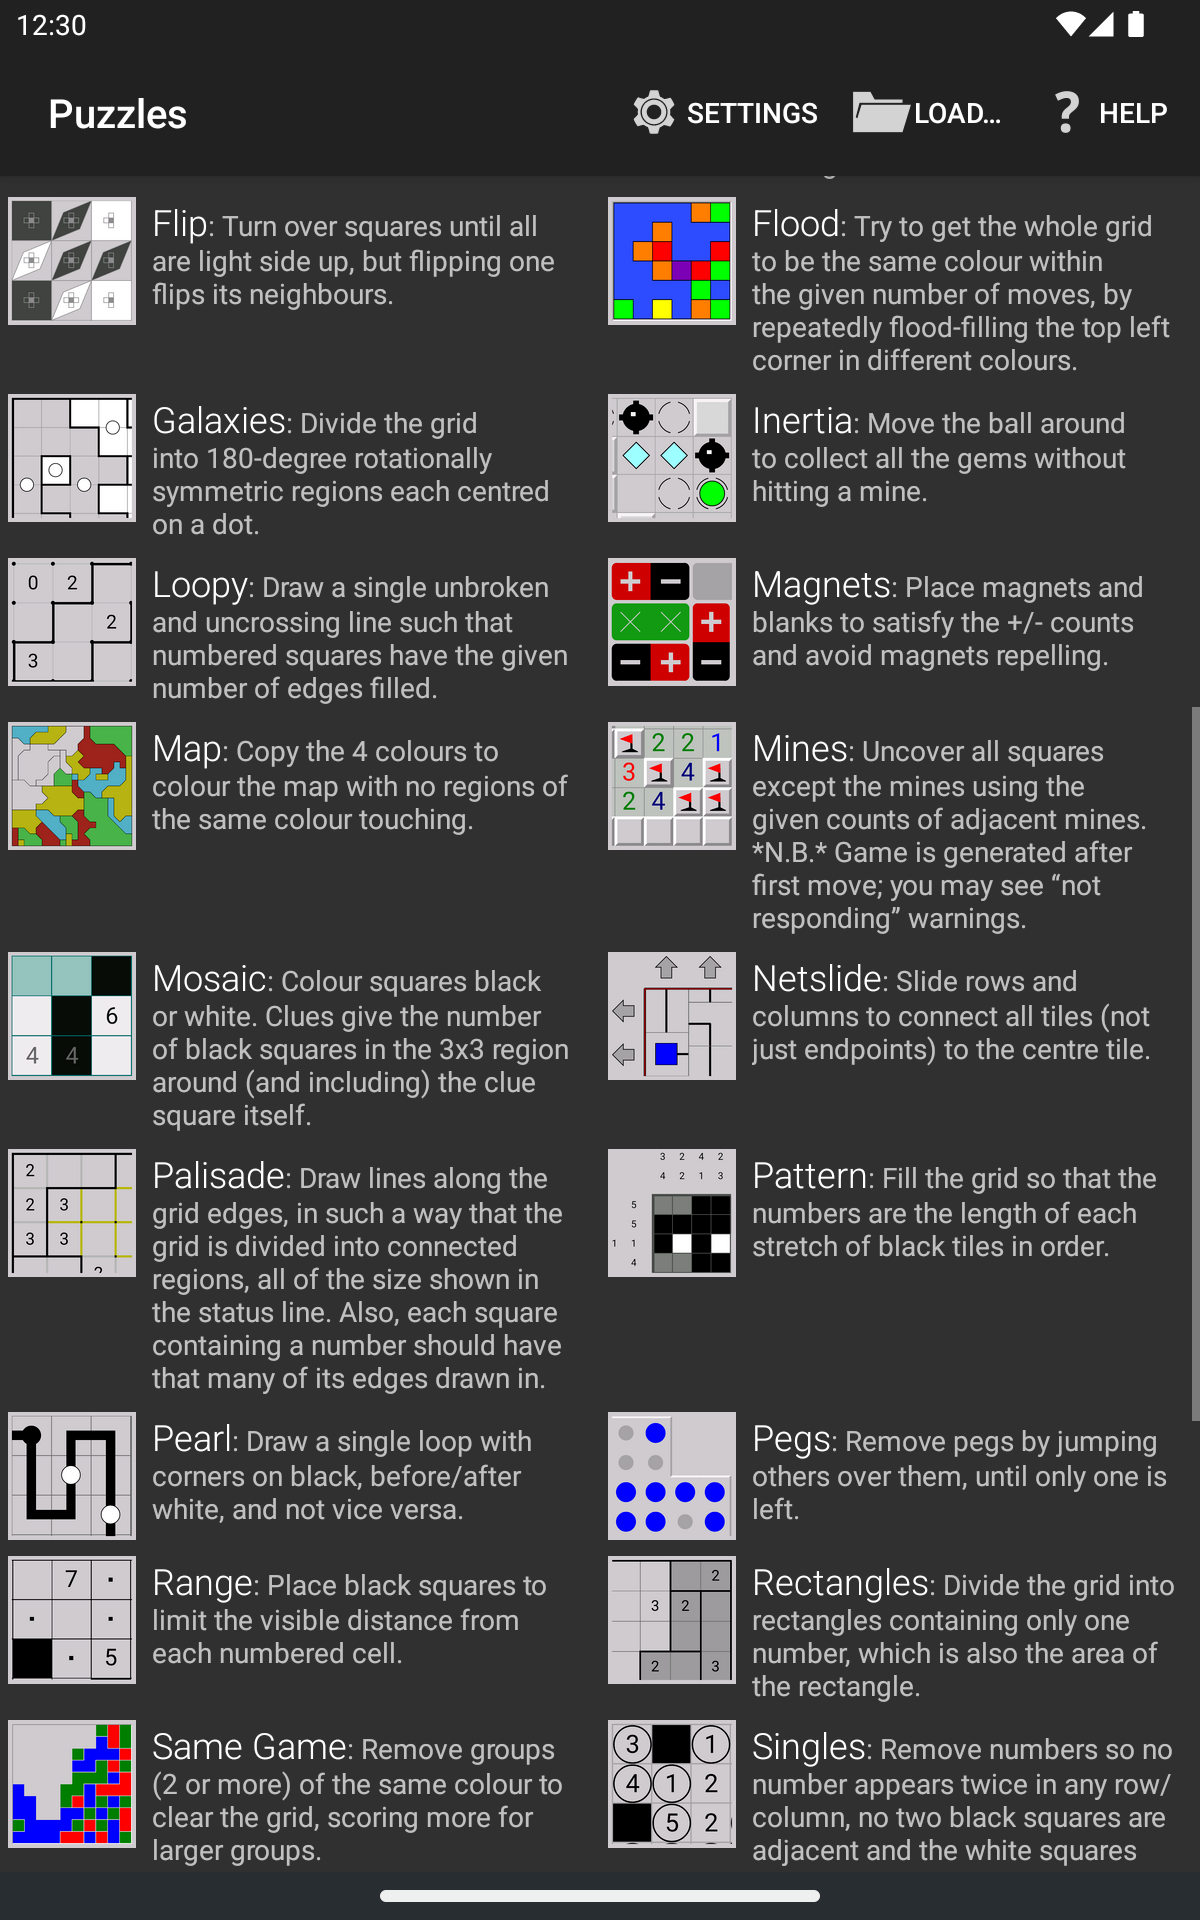 12:30
Puzzles
SETTINGS
LOAD...
HELP
Flip: Turn over squares until all
are light side up, but flipping one
flips its neighbours.
Flood: Try to get the whole grid
to be the same colour within
the given number of moves, by
repeatedly flood-filling the top left
corner in different colours.
Galaxies: Divide the grid
into 180-degree rotationally
symmetric regions each centred
on a dot.
Inertia: Move the ball around
to collect all the gems without
hitting a mine.
0 2
2
3
Loopy: Draw a single unbroken
and uncrossing line such that
numbered squares have the given
number of edges filled.
+ −
+
− + −
Magnets: Place magnets and
blanks to satisfy the +/- counts
and avoid magnets repelling.
Map: Copy the 4 colours to
colour the map with no regions of
the same colour touching.
2 2 1
3 4
2 4
Mines: Uncover all squares
except the mines using the
given counts of adjacent mines.
*N.B.* Game is generated after
first move; you may see “not
responding” warnings.
6
4 4
Mosaic: Colour squares black
or white. Clues give the number
of black squares in the 3x3 region
around (and including) the clue
square itself.
Netslide: Slide rows and
columns to connect all tiles (not
just endpoints) to the centre tile.
2
2 3
3 3
2
Palisade: Draw lines along the
grid edges, in such a way that the
grid is divided into connected
regions, all of the size shown in
the status line. Also, each square
containing a number should have
that many of its edges drawn in.
3 2 4 2
4 2 1 3
5
5
1 1
4
Pattern: Fill the grid so that the
numbers are the length of each
stretch of black tiles in order.
Pearl: Draw a single loop with
corners on black, before/after
white, and not vice versa.
Pegs: Remove pegs by jumping
others over them, until only one is
left.
7
5
Range: Place black squares to
limit the visible distance from
each numbered cell.
2
3 2
2 3
Rectangles: Divide the grid into
rectangles containing only one
number, which is also the area of
the rectangle.
Same Game: Remove groups
(2 or more) of the same colour to
clear the grid, scoring more for
larger groups.
3 1
4 1 2
5 2
Singles: Remove numbers so no
number appears twice in any row/
column, no two black squares are
adjacent and the white squares